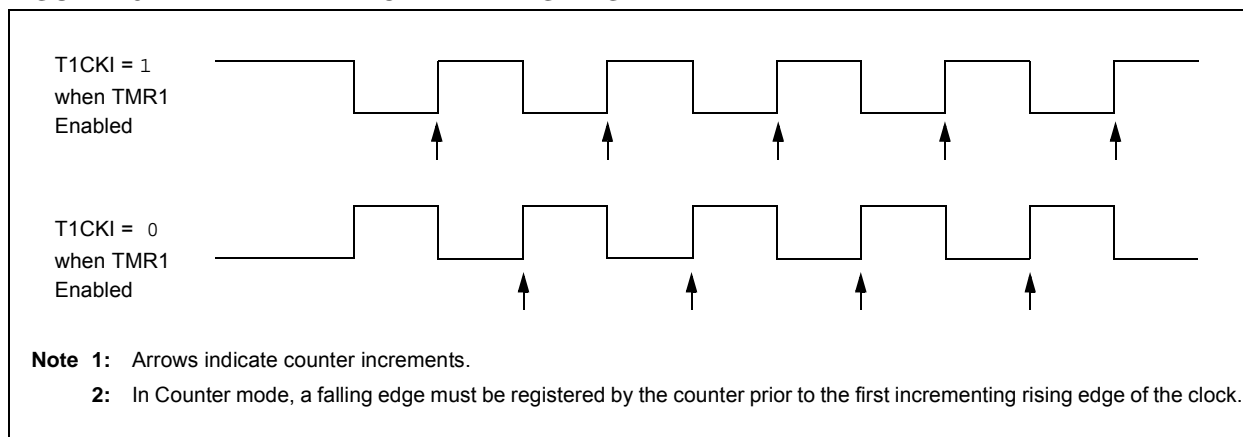 T1CKI = 1
when TMR1
Enabled
T1CKI = 0
when TMR1
Enabled
Note 1: Arrows indicate counter increments.
2: In Counter mode, a falling edge must be registered by the counter prior to the first incrementing rising edge of the clock.